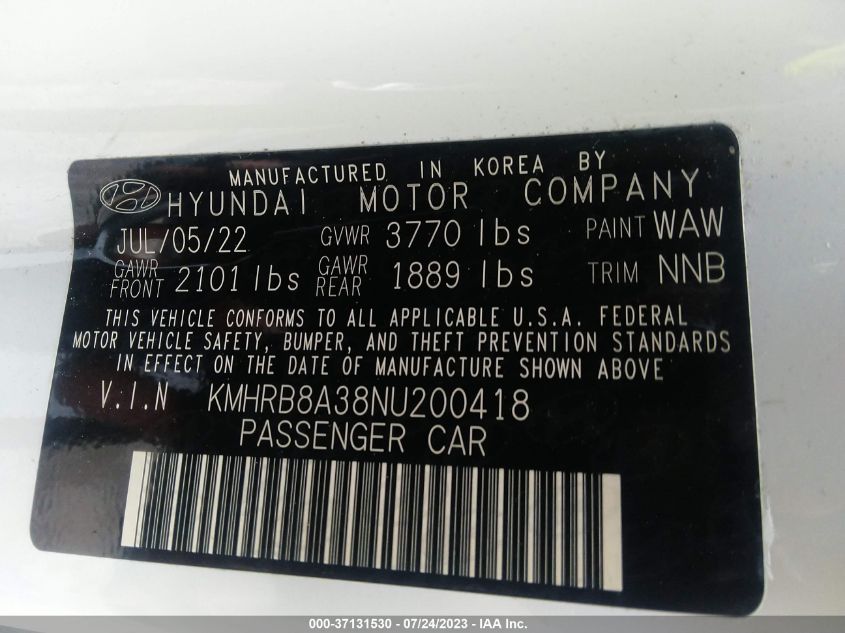 MANUFACTURED IN KOREA BY
HYUNDAI MOTOR COMPANY
JUL/05/22 GVWR 3770 lbs PAINT WAW
GAWR FRONT 2101 lbs GAWR REAR 1889 lbs TRIM NNB
THIS VEHICLE CONFORMS TO ALL APPLICABLE U.S.A. FEDERAL
MOTOR VEHICLE SAFETY, BUMPER, AND THEFT PREVENTION STANDARDS
IN EFFECT ON THE DATE OF MANUFACTURE SHOWN ABOVE
V.I.N KMHRB8A38NU200418
PASSENGER CAR
000-37131530 - 07/24/2023 - IAA Inc.